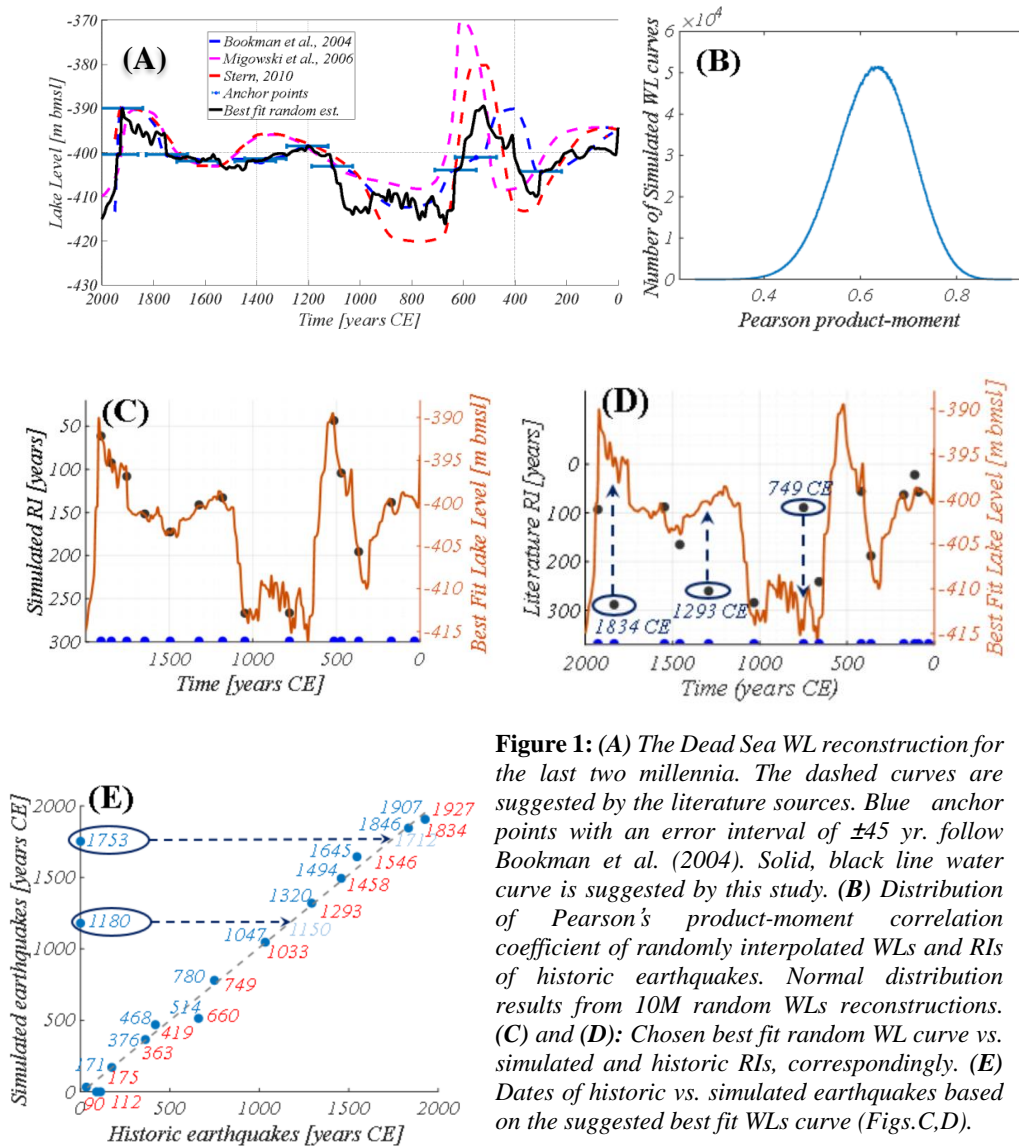 (A)
-370
-380
-390
-400
-410
-420
-430
Lake Level [m bmsl]
Bookman et al., 2004
Migowski et al., 2006
Stern, 2010
Anchor points
Best fit random est.
2000 1800 1600 1400 1200 1000 800 600 400 200 0
Time [years CE]
(B)
×10⁴
6
5
4
3
2
1
0
Number of Simulated WL curves
0.4 0.6 0.8
Pearson product-moment
(C)
50
100
150
200
250
300
Simulated RI [years]
-390
-395
-400
-405
-410
-415
Best Fit Lake Level [m bmsl]
1500 1000 500 0
Time [years CE]
(D)
0
100
200
300
Literature RI [years]
749 CE
1293 CE
1834 CE
-390
-395
-400
-405
-410
-415
Best Fit Lake Level [m bmsl]
2000 1500 1000 500 0
Time (years CE)
(E)
2000
1500
1000
500
0
Simulated earthquakes [years CE]
1753
1180
1907
1927
1846
1834
1712
1645
1546
1494
1458
1320
1293
1150
1047
1033
780
749
514
660
468
419
376
363
171
175
90
112
0 500 1000 1500 2000
Historic earthquakes [years CE]
Figure 1: (A) The Dead Sea WL reconstruction for
the last two millennia. The dashed curves are
suggested by the literature sources. Blue anchor
points with an error interval of ±45 yr. follow
Bookman et al. (2004). Solid, black line water
curve is suggested by this study. (B) Distribution
of Pearson's product-moment correlation
coefficient of randomly interpolated WLs and RIs
of historic earthquakes. Normal distribution
results from 10M random WLs reconstructions.
(C) and (D): Chosen best fit random WL curve vs.
simulated and historic RIs, correspondingly. (E)
Dates of historic vs. simulated earthquakes based
on the suggested best fit WLs curve (Figs.C,D).